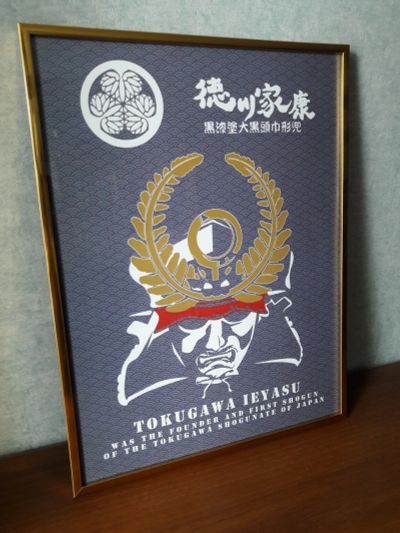 徳川家康
黒漆塗大黒頭巾形兜
TOKUGAWA IEYASU
WAS THE FOUNDER AND FIRST SHOGUN
OF THE TOKUGAWA SHOGUNATE OF JAPAN